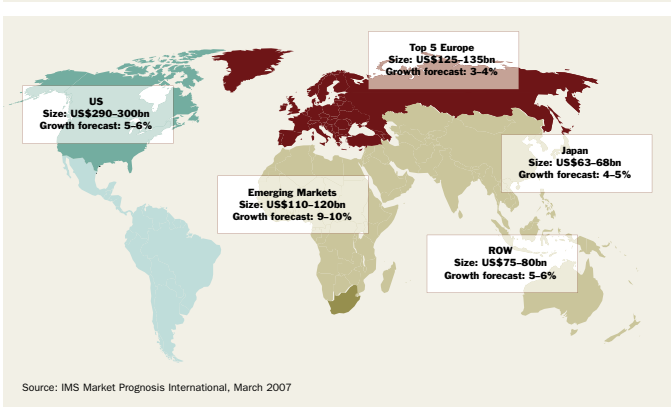 Top 5 Europe
Size: US$125–135bn
Growth forecast: 3–4%
US
Size: US$290–300bn
Growth forecast: 5–6%
Japan
Size: US$63–68bn
Growth forecast: 4–5%
Emerging Markets
Size: US$110–120bn
Growth forecast: 9–10%
ROW
Size: US$75–80bn
Growth forecast: 5–6%
Source: IMS Market Prognosis International, March 2007